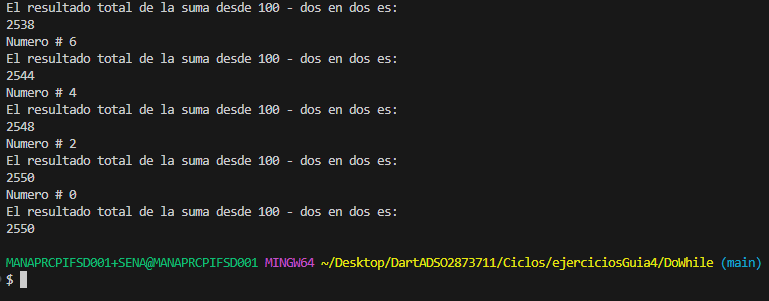 El resultado total de la suma desde 100 - dos en dos es:
2538
Numero # 6
El resultado total de la suma desde 100 - dos en dos es:
2544
Numero # 4
El resultado total de la suma desde 100 - dos en dos es:
2548
Numero # 2
El resultado total de la suma desde 100 - dos en dos es:
2550
Numero # 0
El resultado total de la suma desde 100 - dos en dos es:
2550
MANAPRCPIFSD001+SENA@MANAPRCPIFSD001 MINGW64 ~/Desktop/DartADSO2873711/Ciclos/ejerciciosGuia4/DoWhile (main)
$